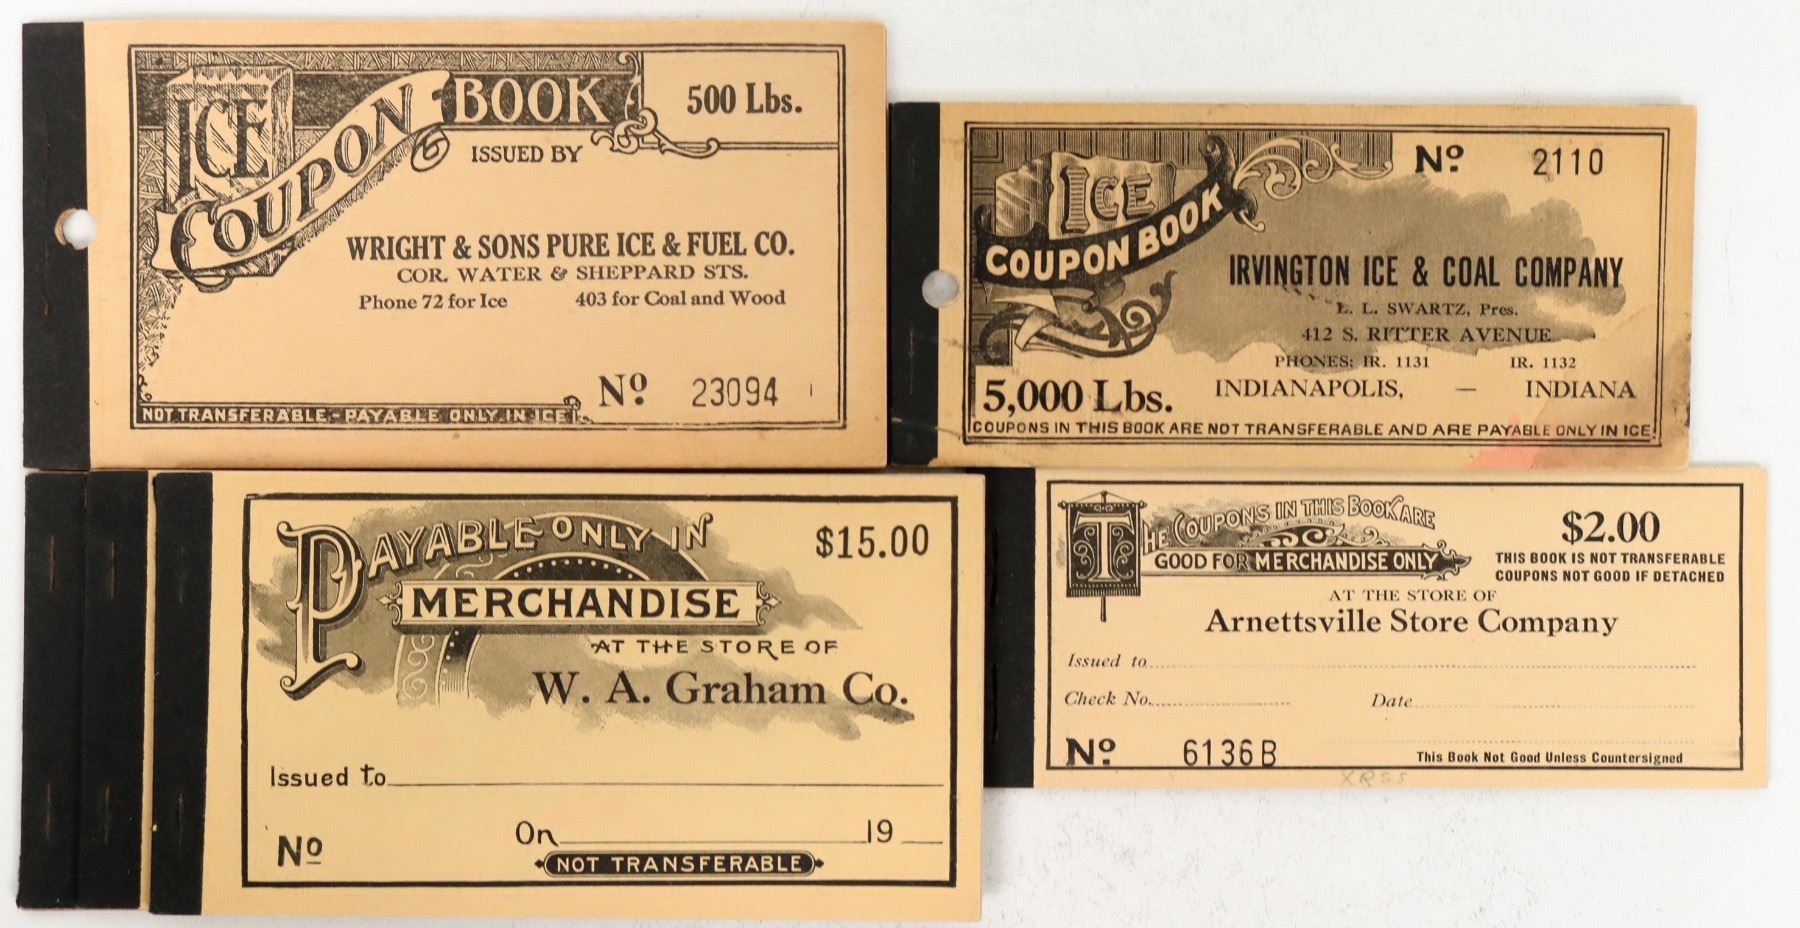 ICE COUPON BOOK
500 Lbs.
ISSUED BY
WRIGHT & SONS PURE ICE & FUEL CO.
COR. WATER & SHEPPARD STS.
Phone 72 for Ice 403 for Coal and Wood
Nº 23094
NOT TRANSFERABLE - PAYABLE ONLY IN ICE
ICE COUPON BOOK
Nº 2110
IRVINGTON ICE & COAL COMPANY
L. L. SWARTZ, Pres.
412 S. RITTER AVENUE
PHONES: IR. 1131 IR. 1132
5,000 Lbs.
INDIANAPOLIS, — INDIANA
COUPONS IN THIS BOOK ARE NOT TRANSFERABLE AND ARE PAYABLE ONLY IN ICE.
PAYABLE ONLY IN
$15.00
MERCHANDISE
AT THE STORE OF
W. A. Graham Co.
Issued to
On 19
Nº
NOT TRANSFERABLE
THE COUPONS IN THIS BOOK ARE
GOOD FOR MERCHANDISE ONLY
$2.00
THIS BOOK IS NOT TRANSFERABLE
COUPONS NOT GOOD IF DETACHED
AT THE STORE OF
Arnettsville Store Company
Issued to
Check No. Date
Nº 6136B
This Book Not Good Unless Countersigned